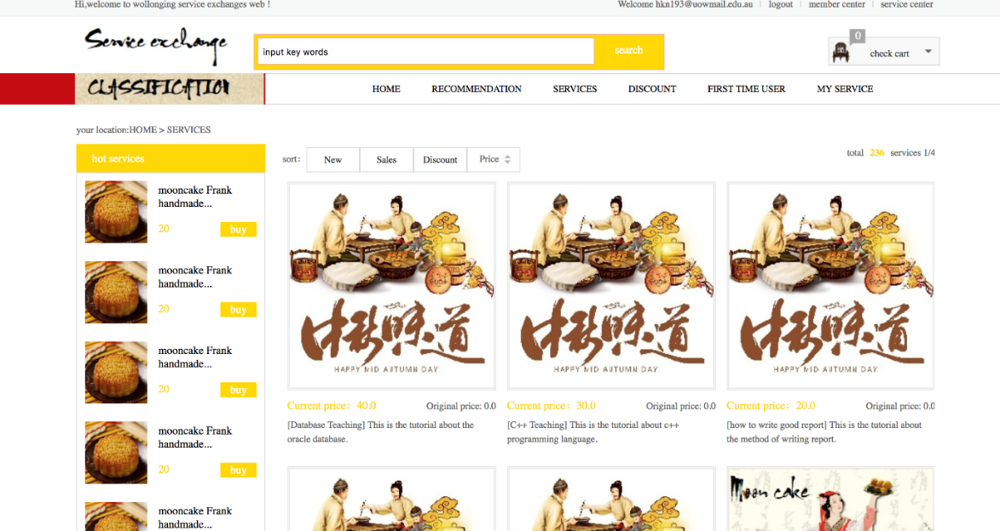 Hi,welcome to wollonging service exchanges web !
Welcome hkn193@uowmail.edu.au
logout
member center
service center
Service exchange
input key words
search
0
check cart
CLASSIFICATION
HOME
RECOMMENDATION
SERVICES
DISCOUNT
FIRST TIME USER
MY SERVICE
your location:HOME > SERVICES
hot services
mooncake Frank
handmade...
20
buy
mooncake Frank
handmade...
20
buy
mooncake Frank
handmade...
20
buy
mooncake Frank
handmade...
20
buy
mooncake Frank
handmade...
sort:
New
Sales
Discount
Price
total 236 services 1/4
中秋味道
HAPPY MID AUTUMN DAY
Current price：40.0
Original price: 0.0
[Database Teaching] This is the tutorial about the
oracle database.
中秋味道
HAPPY MID AUTUMN DAY
Current price：30.0
Original price: 0.0
[C++ Teaching] This is the tutorial about c++
programming language.
中秋味道
HAPPY MID AUTUMN DAY
Current price：20.0
Original price: 0.0
[how to write good report] This is the tutorial about
the method of writing report.
Moon cake